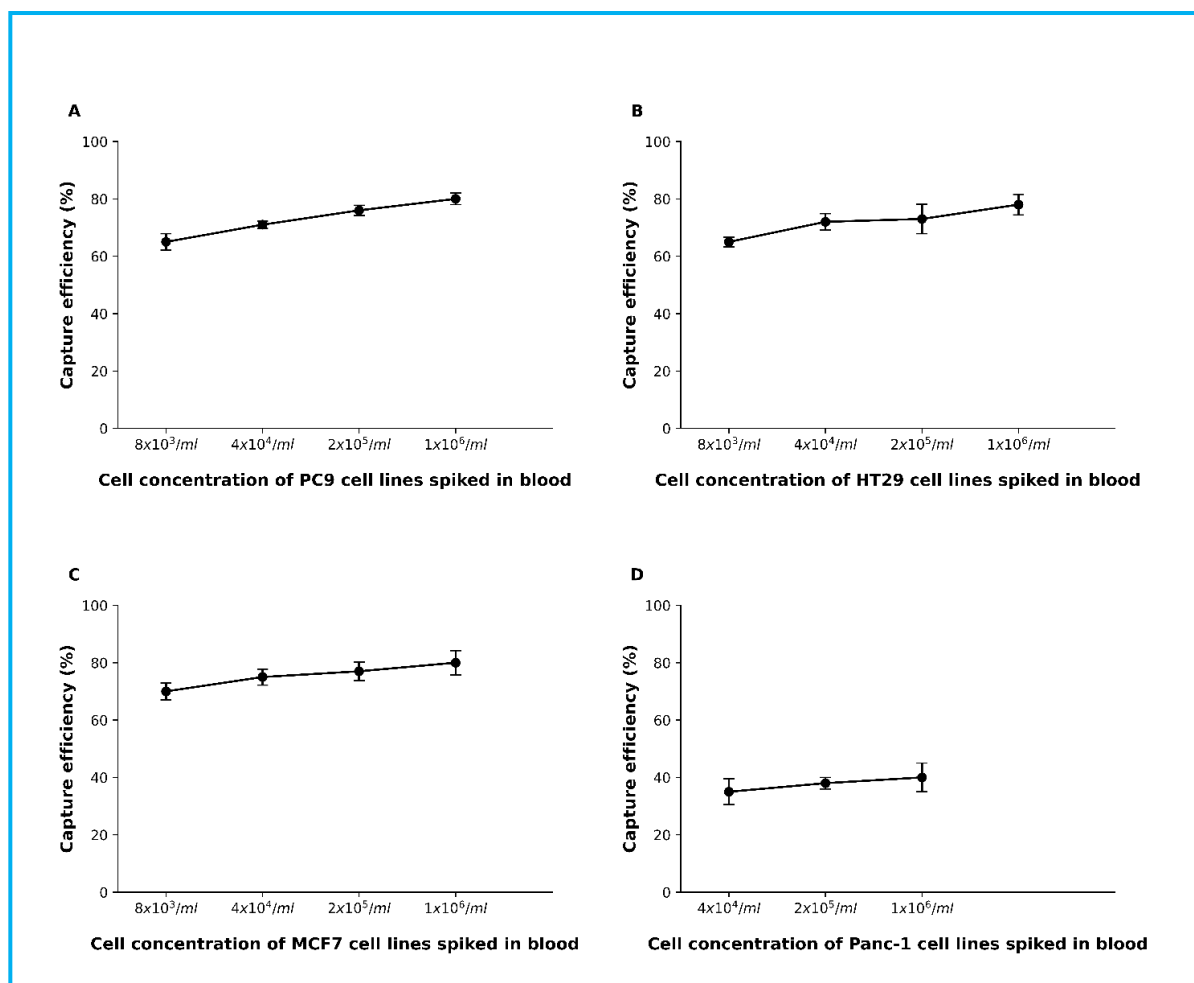 A
100
80
60
40
20
0
Capture efficiency (%)
8x10³/ml 4x10⁴/ml 2x10⁵/ml 1x10⁶/ml
Cell concentration of PC9 cell lines spiked in blood
B
100
80
60
40
20
0
Capture efficiency (%)
8x10³/ml 4x10⁴/ml 2x10⁵/ml 1x10⁶/ml
Cell concentration of HT29 cell lines spiked in blood
C
100
80
60
40
20
0
Capture efficiency (%)
8x10³/ml 4x10⁴/ml 2x10⁵/ml 1x10⁶/ml
Cell concentration of MCF7 cell lines spiked in blood
D
100
80
60
40
20
0
Capture efficiency (%)
4x10⁴/ml 2x10⁵/ml 1x10⁶/ml
Cell concentration of Panc-1 cell lines spiked in blood